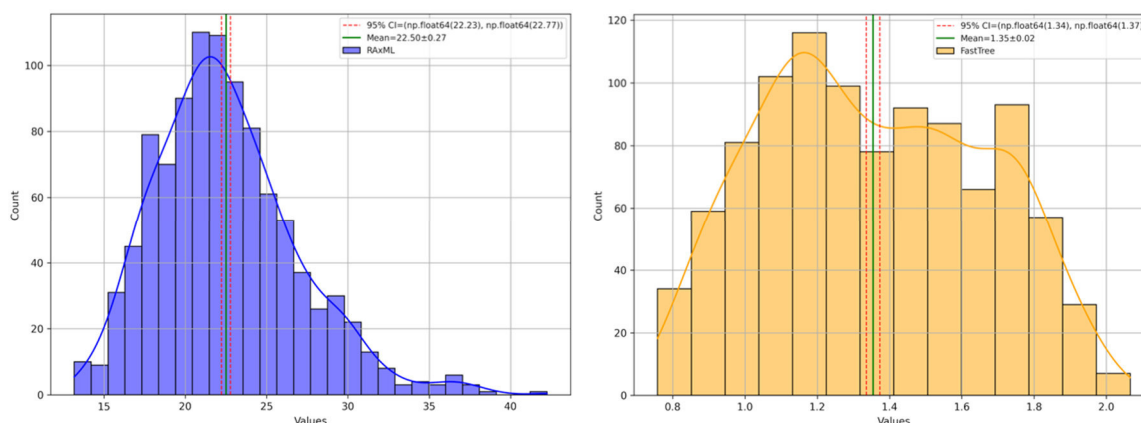 95% CI=(np.float64(22.23), np.float64(22.77))
Mean=22.50±0.27
RAxML
Count
0
20
40
60
80
100
15
20
25
30
35
40
Values
95% CI=(np.float64(1.34), np.float64(1.37))
Mean=1.35±0.02
FastTree
Count
0
20
40
60
80
100
120
0.8
1.0
1.2
1.4
1.6
1.8
2.0
Values